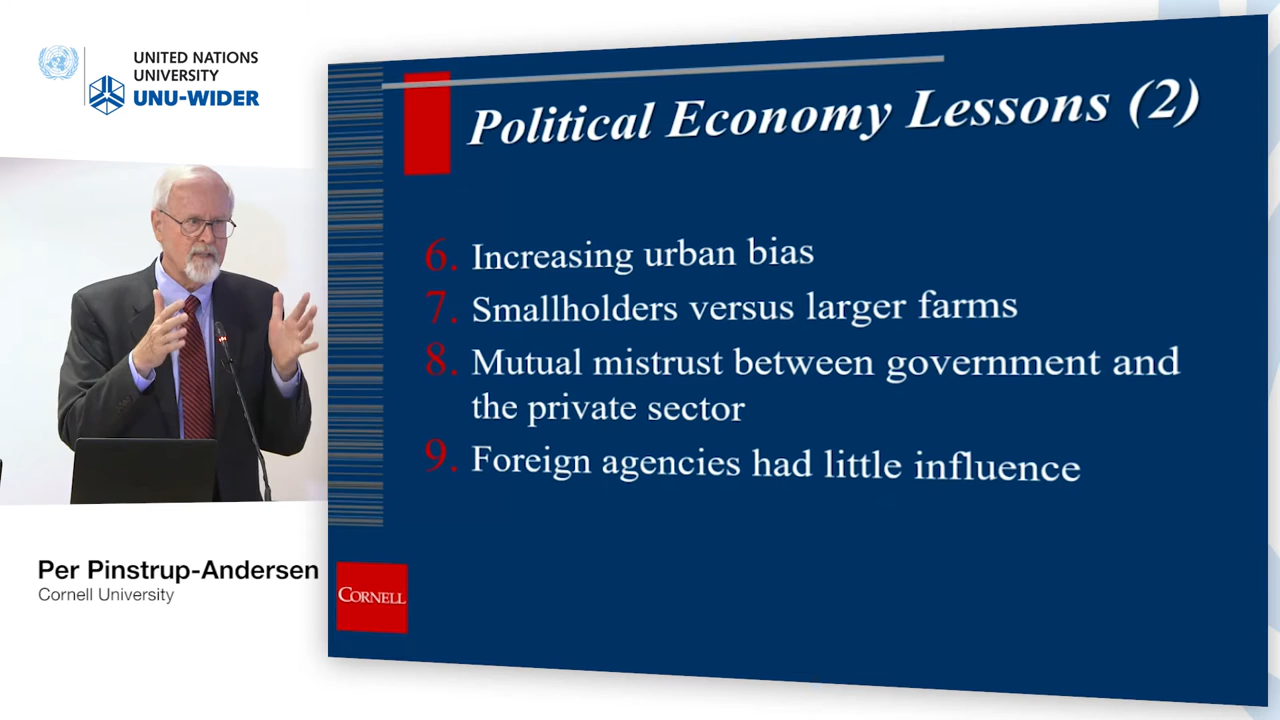 UNITED NATIONS
UNIVERSITY
UNU-WIDER
Political Economy Lessons (2)
6. Increasing urban bias
7. Smallholders versus larger farms
8. Mutual mistrust between government and
the private sector
9. Foreign agencies had little influence
CORNELL
Per Pinstrup-Andersen
Cornell University